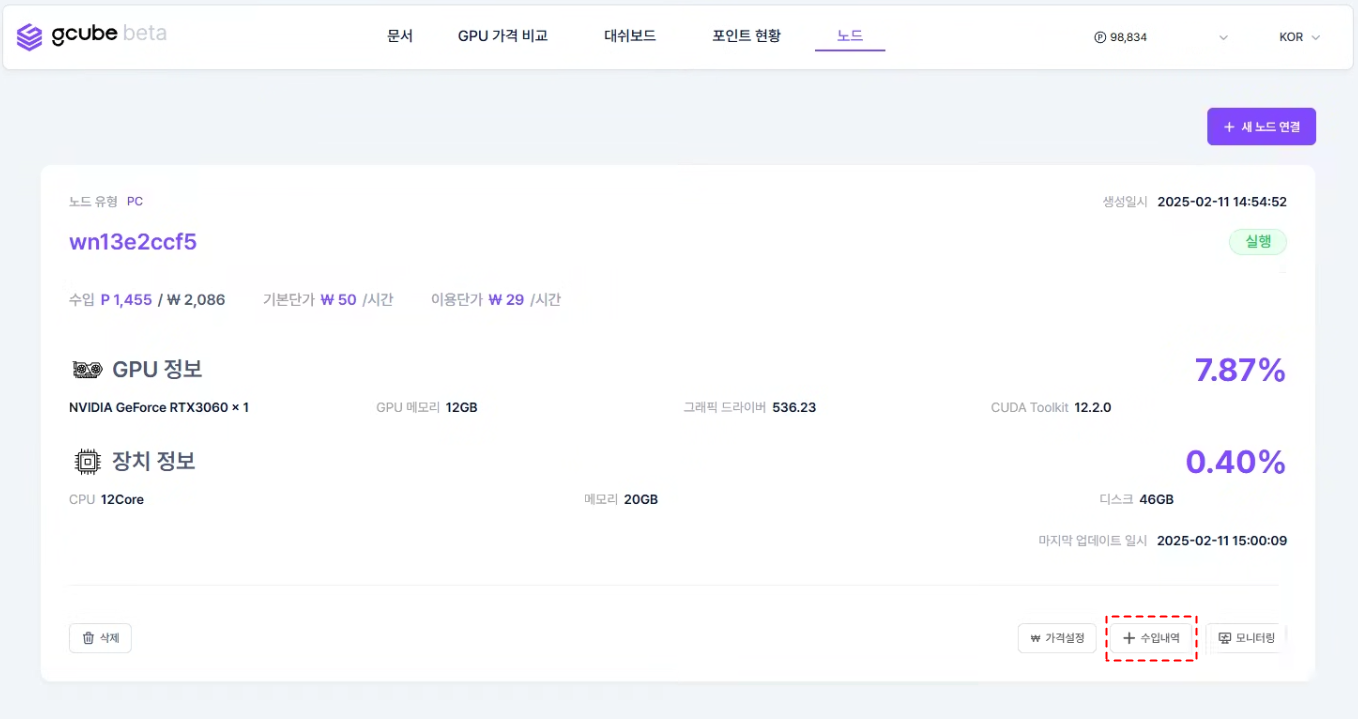 gcube beta
문서 GPU 가격 비교 대쉬보드 포인트 현황 노드 Ⓟ 98,834 KOR
+ 새 노드 연결
노드 유형 PC 생성일시 2025-02-11 14:54:52
wn13e2ccf5 실행
수입 P 1,455 / ₩ 2,086 기본단가 ₩ 50 /시간 이용단가 ₩ 29 /시간
GPU 정보 7.87%
NVIDIA GeForce RTX3060 × 1 GPU 메모리 12GB 그래픽 드라이버 536.23 CUDA Toolkit 12.2.0
장치 정보 0.40%
CPU 12Core 메모리 20GB 디스크 46GB
마지막 업데이트 일시 2025-02-11 15:00:09
삭제 ₩ 가격설정 + 수입내역 모니터링